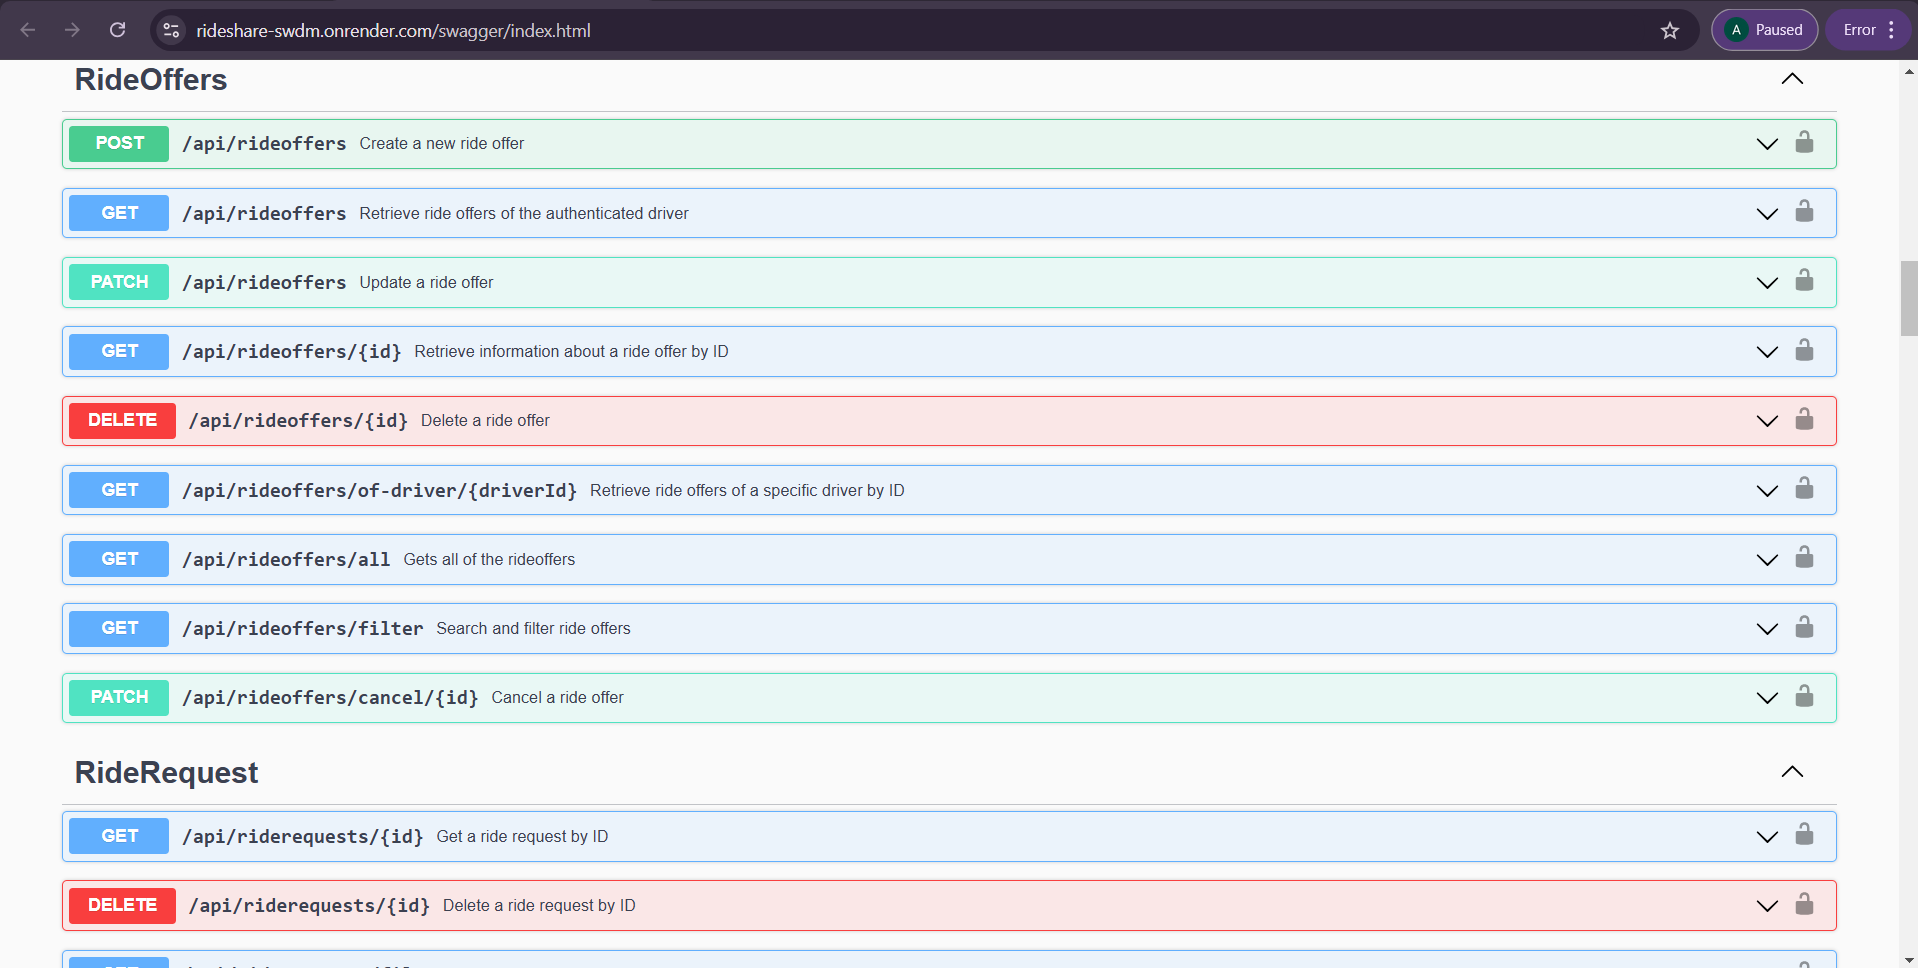 rideshare-swdm.onrender.com/swagger/index.html
A Paused
Error
RideOffers
POST /api/rideoffers Create a new ride offer
GET /api/rideoffers Retrieve ride offers of the authenticated driver
PATCH /api/rideoffers Update a ride offer
GET /api/rideoffers/{id} Retrieve information about a ride offer by ID
DELETE /api/rideoffers/{id} Delete a ride offer
GET /api/rideoffers/of-driver/{driverId} Retrieve ride offers of a specific driver by ID
GET /api/rideoffers/all Gets all of the rideoffers
GET /api/rideoffers/filter Search and filter ride offers
PATCH /api/rideoffers/cancel/{id} Cancel a ride offer
RideRequest
GET /api/riderequests/{id} Get a ride request by ID
DELETE /api/riderequests/{id} Delete a ride request by ID